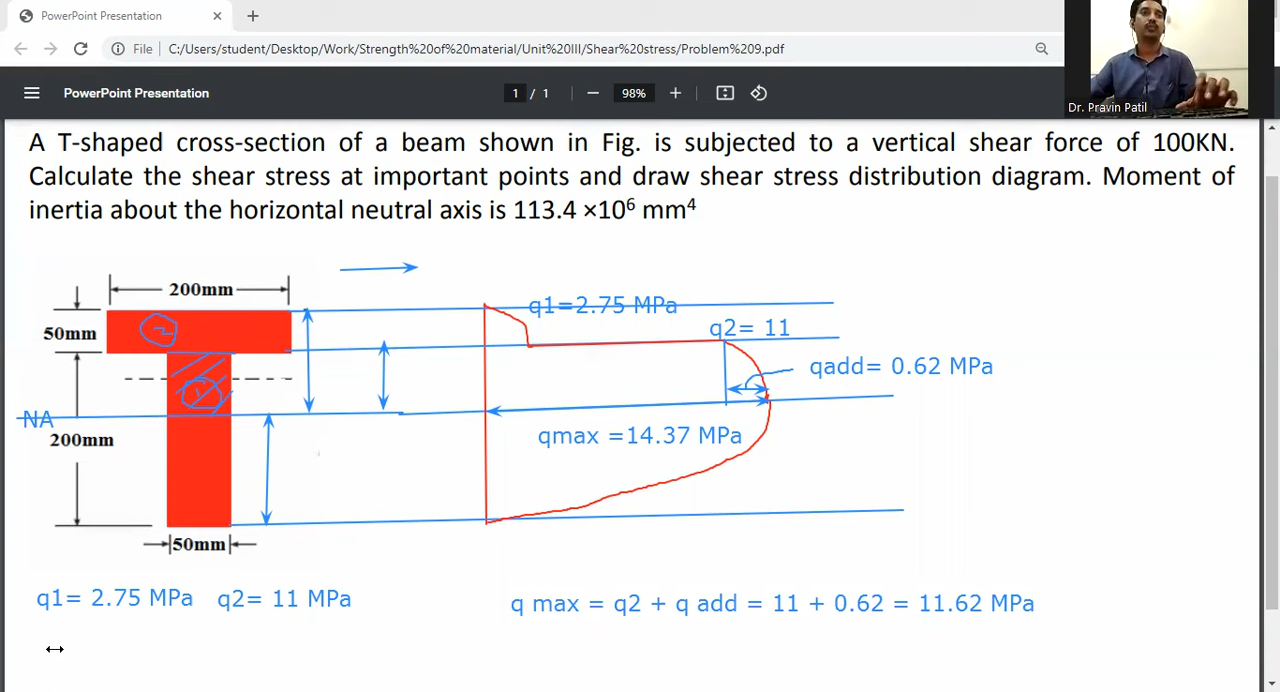 PowerPoint Presentation
File
C:/Users/student/Desktop/Work/Strength%20of%20material/Unit%20III/Shear%20stress/Problem%209.pdf
PowerPoint Presentation
1 / 1
98%
Dr. Pravin Patil
A T-shaped cross-section of a beam shown in Fig. is subjected to a vertical shear force of 100KN.
Calculate the shear stress at important points and draw shear stress distribution diagram. Moment of
inertia about the horizontal neutral axis is 113.4 ×10⁶ mm⁴
200mm
q1=2.75 MPa
50mm
2
q2= 11
qadd= 0.62 MPa
1
NA
200mm
qmax =14.37 MPa
50mm
q1= 2.75 MPa q2= 11 MPa
q max = q2 + q add = 11 + 0.62 = 11.62 MPa